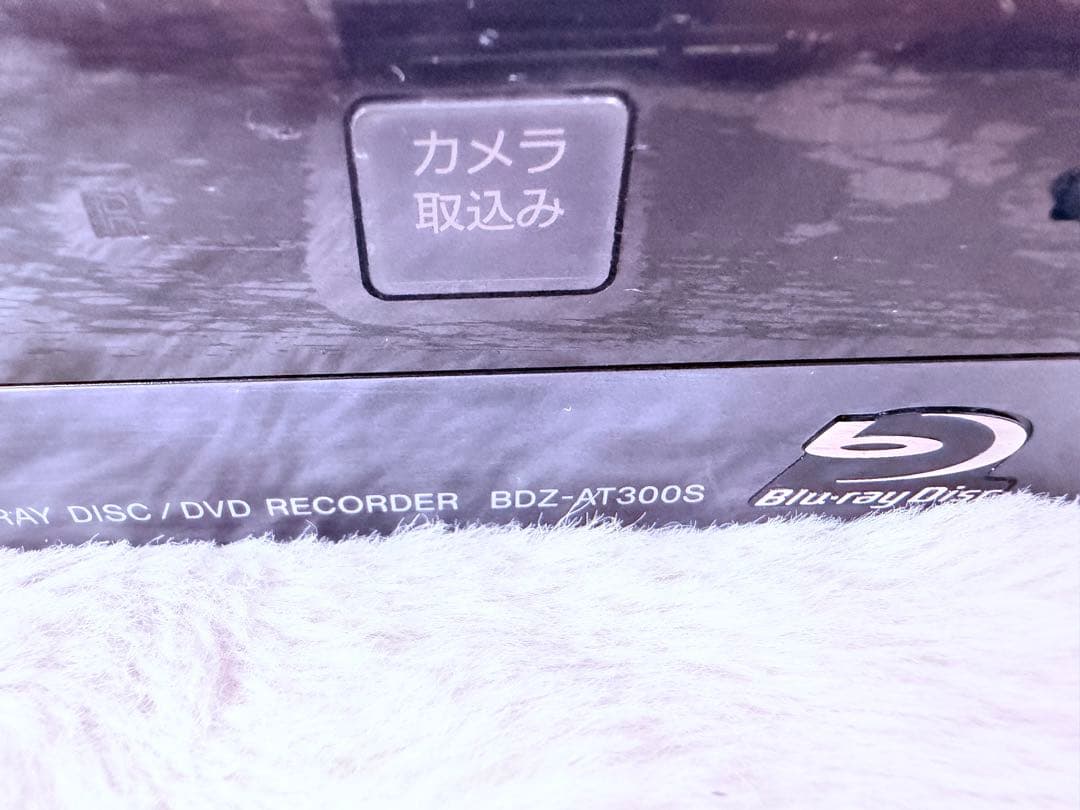 カメラ
取込み
R
RAY DISC / DVD RECORDER BDZ-AT300S
Blu-ray Disc